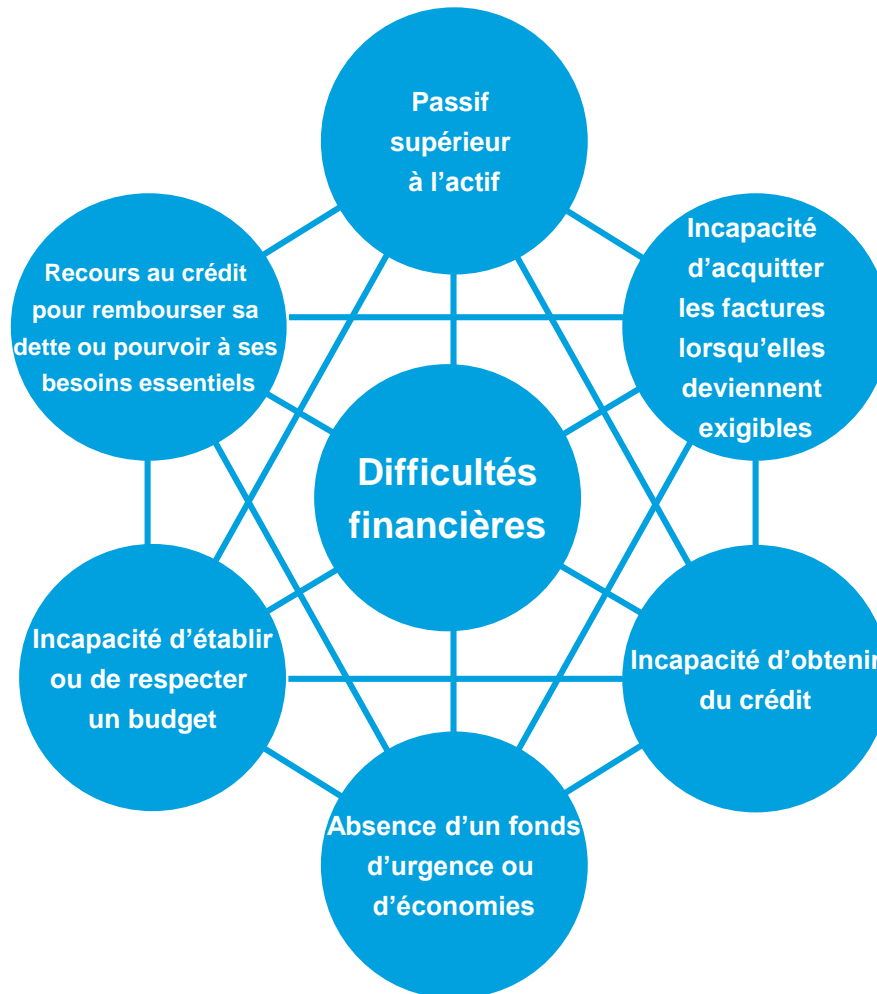 Passif
supérieur
à l’actif
Recours au crédit
pour rembourser sa
dette ou pourvoir à ses
besoins essentiels
Incapacité
d’acquitter
les factures
lorsqu’elles
deviennent
exigibles
Difficultés
financières
Incapacité d’établir
ou de respecter
un budget
Incapacité d’obtenir
du crédit
Absence d’un fonds
d’urgence ou
d’économies